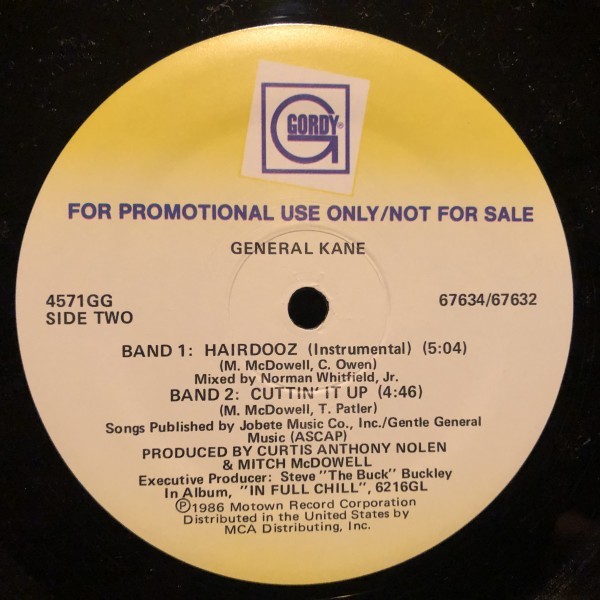 GORDY®
FOR PROMOTIONAL USE ONLY/NOT FOR SALE
GENERAL KANE
4571GG
SIDE TWO
67634/67632
BAND 1: HAIRDOOZ (Instrumental) (5:04)
(M. McDowell, C. Owen)
Mixed by Norman Whitfield, Jr.
BAND 2: CUTTIN' IT UP (4:46)
(M. McDowell, T. Patler)
Songs Published by Jobete Music Co., Inc./Gentle General
Music (ASCAP)
PRODUCED BY CURTIS ANTHONY NOLEN
& MITCH McDOWELL
Executive Producer: Steve "The Buck" Buckley
In Album, "IN FULL CHILL", 6216GL
Ⓟ1986 Motown Record Corporation
Distributed in the United States by
MCA Distributing, Inc.